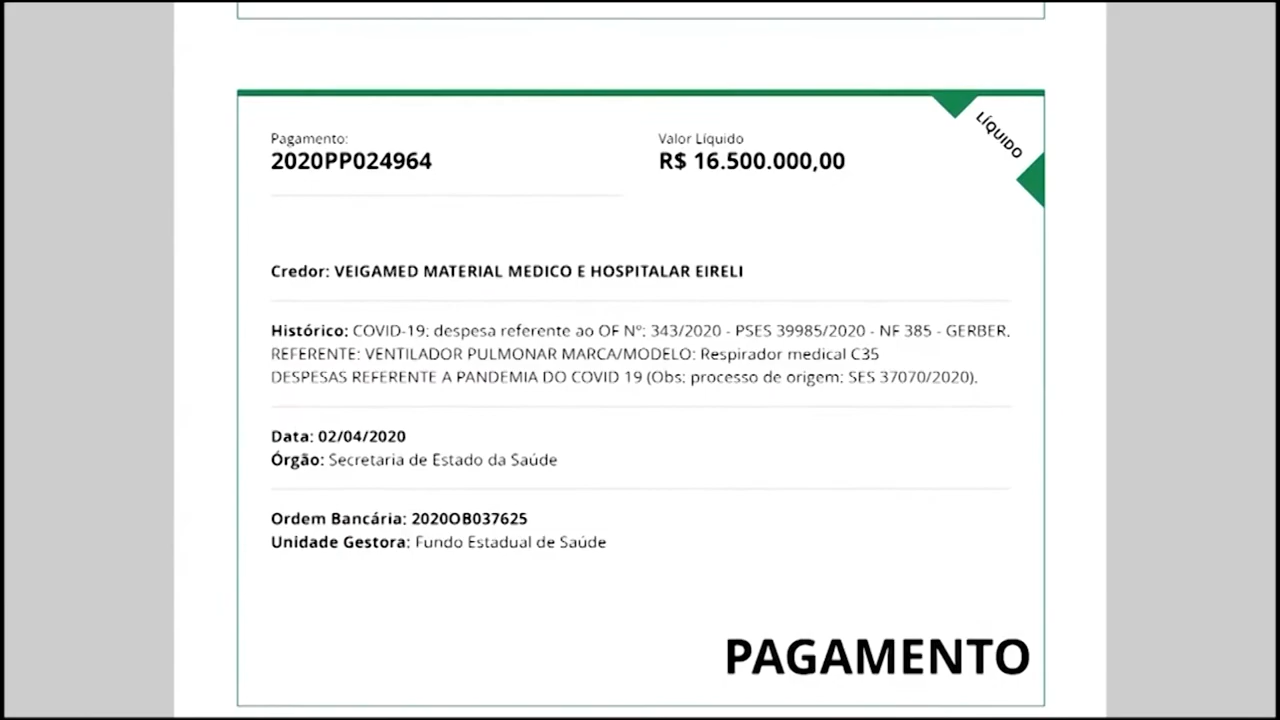 LÍQUIDO
Pagamento:
2020PP024964
Valor Líquido
R$ 16.500.000,00
Credor: VEIGAMED MATERIAL MEDICO E HOSPITALAR EIRELI
Histórico: COVID-19: despesa referente ao OF Nº: 343/2020 - PSES 39985/2020 - NF 385 - GERBER.
REFERENTE: VENTILADOR PULMONAR MARCA/MODELO: Respirador medical C35
DESPESAS REFERENTE A PANDEMIA DO COVID 19 (Obs: processo de origem: SES 37070/2020).
Data: 02/04/2020
Órgão: Secretaria de Estado da Saúde
Ordem Bancária: 2020OB037625
Unidade Gestora: Fundo Estadual de Saúde
PAGAMENTO